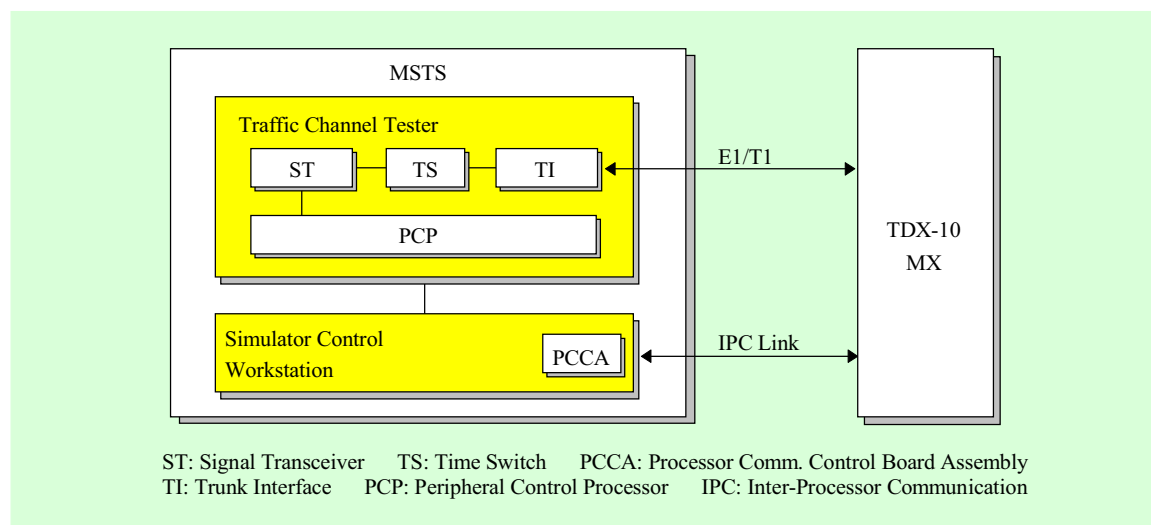 MSTS
Traffic Channel Tester
ST
TS
TI
E1/T1
PCP
TDX-10
MX
Simulator Control
Workstation
PCCA
IPC Link
ST: Signal Transceiver TS: Time Switch PCCA: Processor Comm. Control Board Assembly
TI: Trunk Interface PCP: Peripheral Control Processor IPC: Inter-Processor Communication